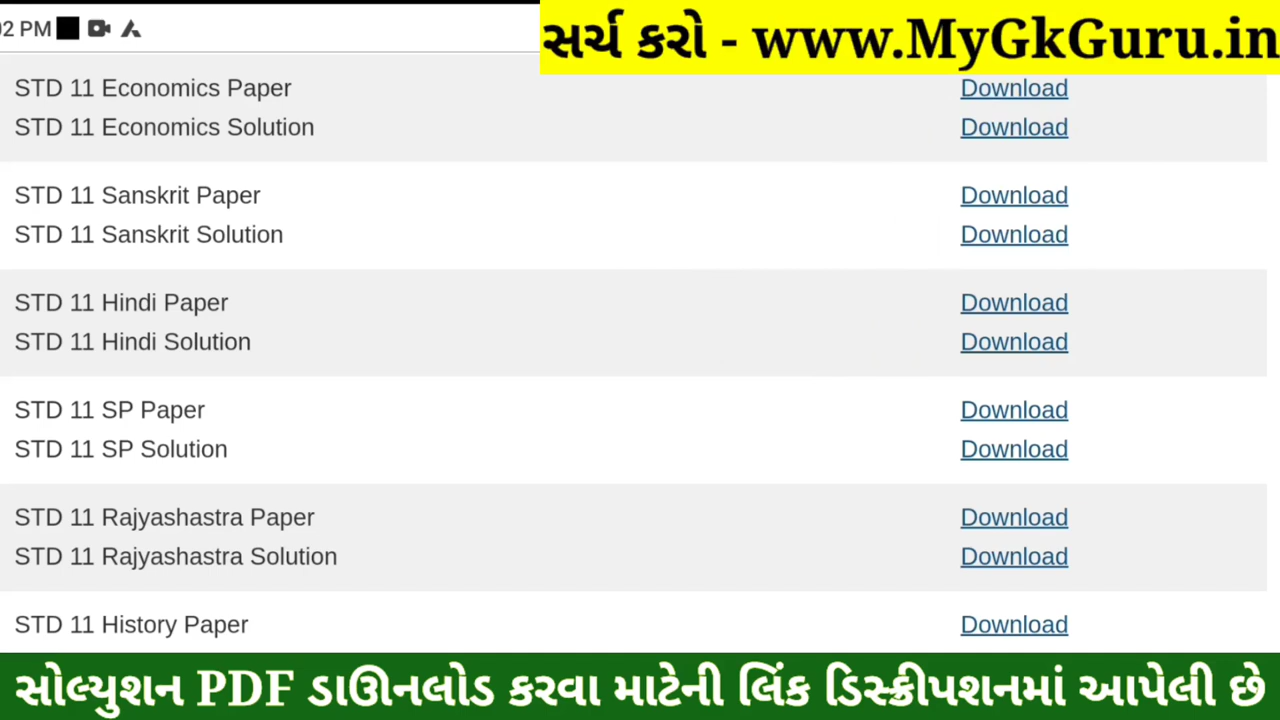 02 PM
સર્ચ કરો - www.MyGkGuru.in
STD 11 Economics Paper Download
STD 11 Economics Solution Download
STD 11 Sanskrit Paper Download
STD 11 Sanskrit Solution Download
STD 11 Hindi Paper Download
STD 11 Hindi Solution Download
STD 11 SP Paper Download
STD 11 SP Solution Download
STD 11 Rajyashastra Paper Download
STD 11 Rajyashastra Solution Download
STD 11 History Paper Download
સોલ્યુશન PDF ડાઊનલોડ કરવા માટેની લિંક ડિસ્ક્રીપશનમાં આપેલી છે